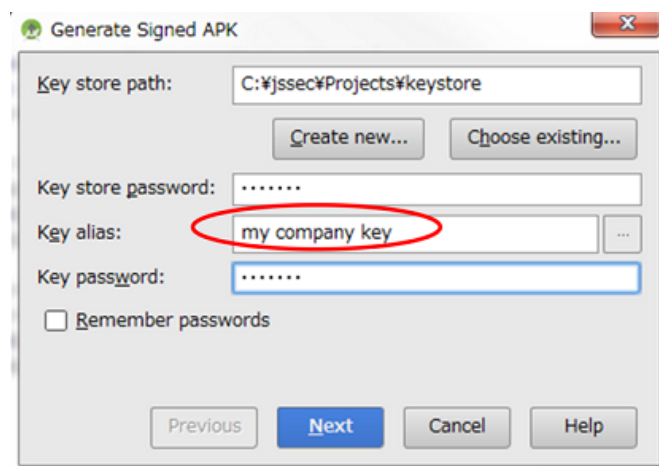 Generate Signed APK
Key store path: C:¥jssec¥Projects¥keystore
Create new... Choose existing...
Key store password: •••••••
Key alias: my company key ...
Key password: •••••••
Remember passwords
Previous Next Cancel Help